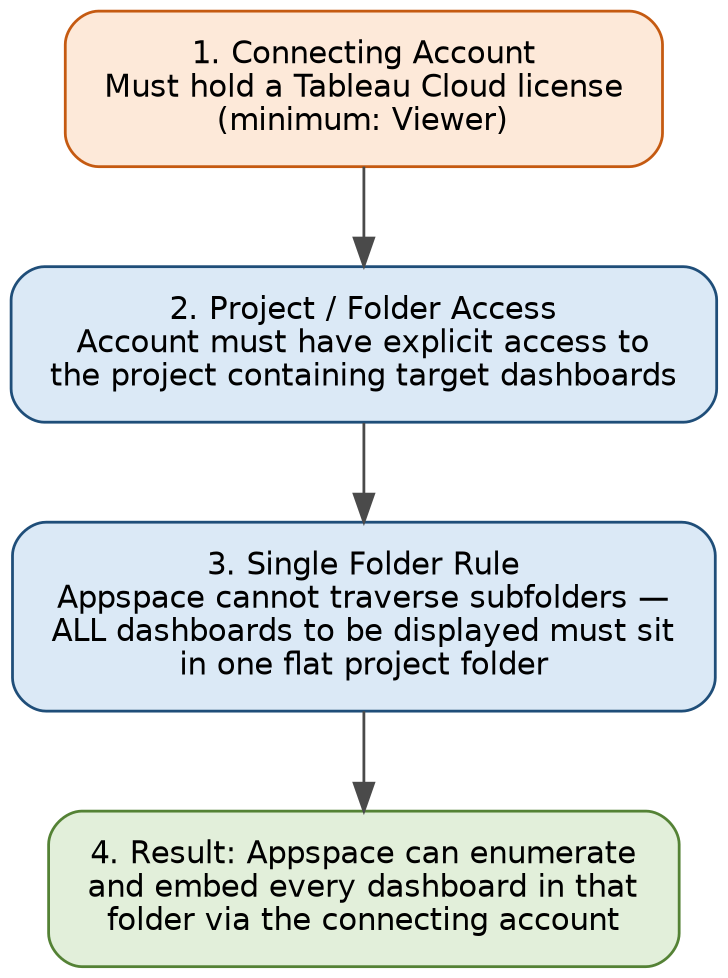 1. Connecting Account
Must hold a Tableau Cloud license
(minimum: Viewer)
2. Project / Folder Access
Account must have explicit access to
the project containing target dashboards
3. Single Folder Rule
Appspace cannot traverse subfolders —
ALL dashboards to be displayed must sit
in one flat project folder
4. Result: Appspace can enumerate
and embed every dashboard in that
folder via the connecting account